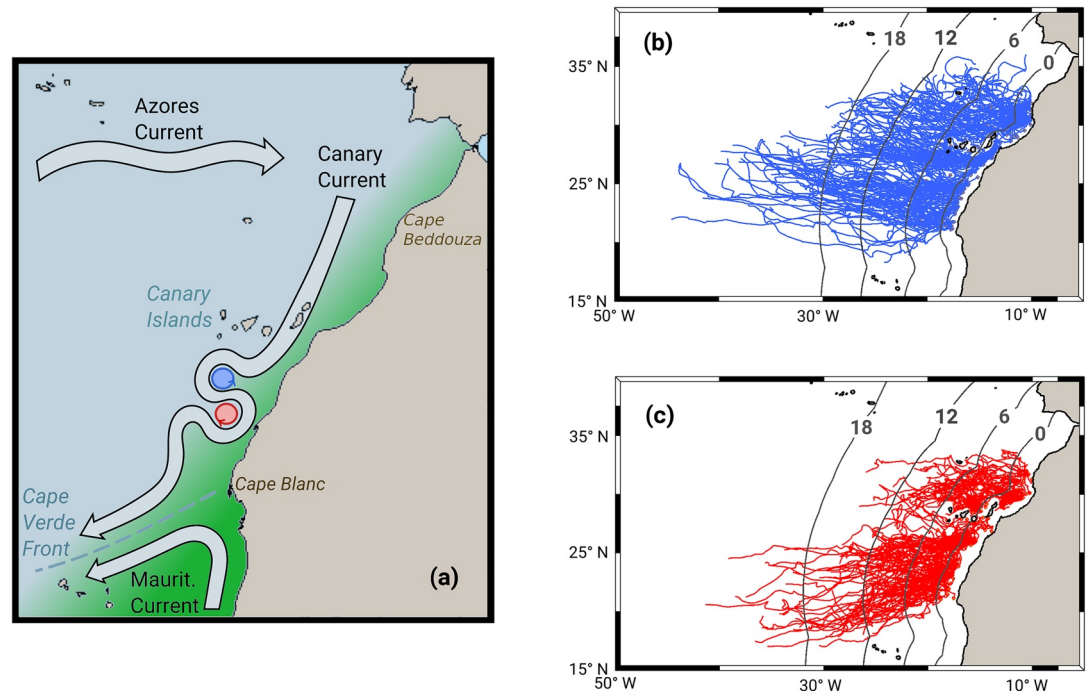 Azores
Current
Canary
Current
Cape
Beddouza
Canary
Islands
Cape Blanc
Cape
Verde
Front
Maurit.
Current
(a)
(b)
18
12
6
0
35° N
25° N
15° N
50° W
30° W
10° W
(c)
18
12
6
0
35° N
25° N
15° N
50° W
30° W
10° W